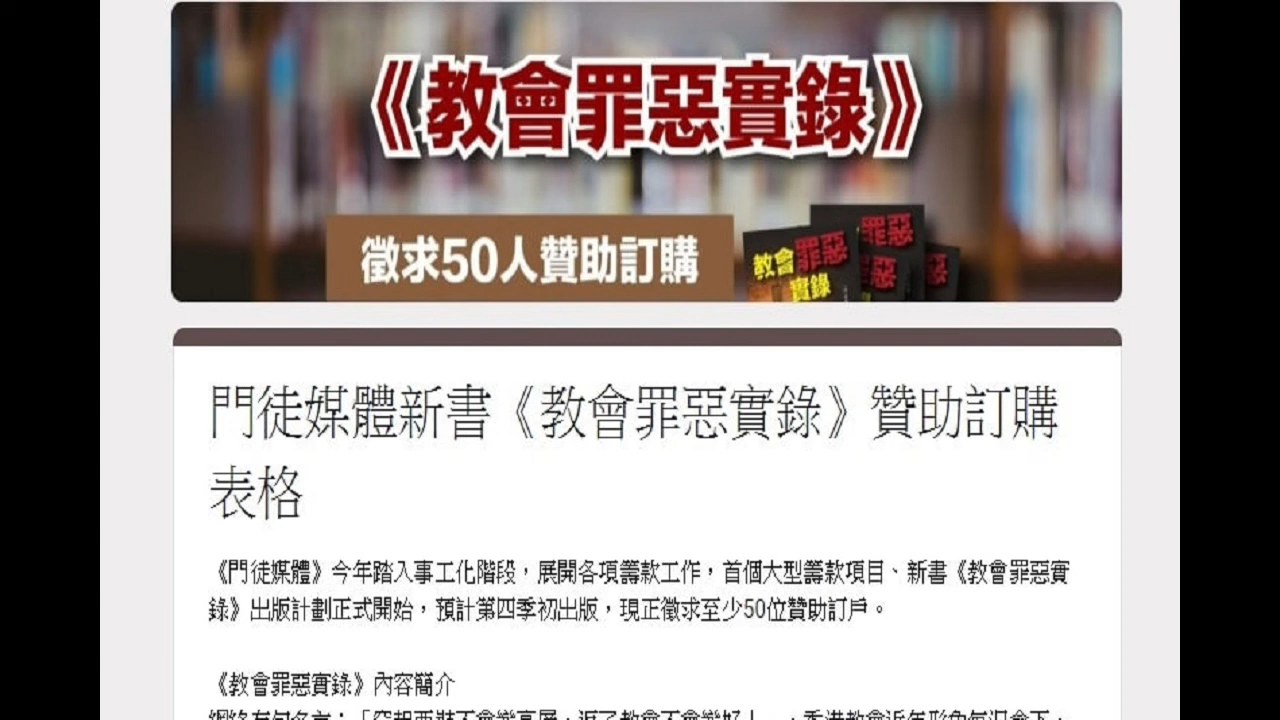 《教會罪惡實錄》
徵求50人贊助訂購
教會罪惡
實錄
罪惡
罪惡
罪惡
門徒媒體新書《教會罪惡實錄》贊助訂購
表格
《門徒媒體》今年踏入事工化階段，展開各項籌款工作，首個大型籌款項目、新書《教會罪惡實
錄》出版計劃正式開始，預計第四季初出版，現正徵求至少50位贊助訂戶。
《教會罪惡實錄》內容簡介